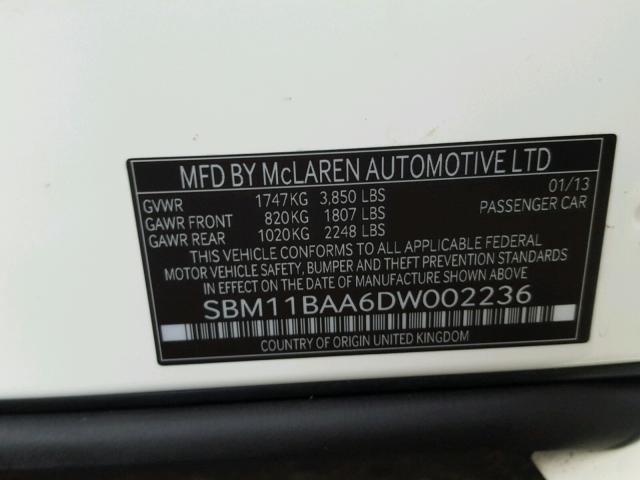 MFD BY McLAREN AUTOMOTIVE LTD
01/13
GVWR 1747KG 3,850 LBS
PASSENGER CAR
GAWR FRONT 820KG 1807 LBS
GAWR REAR 1020KG 2248 LBS
THIS VEHICLE CONFORMS TO ALL APPLICABLE FEDERAL
MOTOR VEHICLE SAFETY, BUMPER AND THEFT PREVENTION STANDARDS
IN EFFECT ON THE DATE OF MANUFACTURE SHOWN ABOVE
SBM11BAA6DW002236
COUNTRY OF ORIGIN UNITED KINGDOM